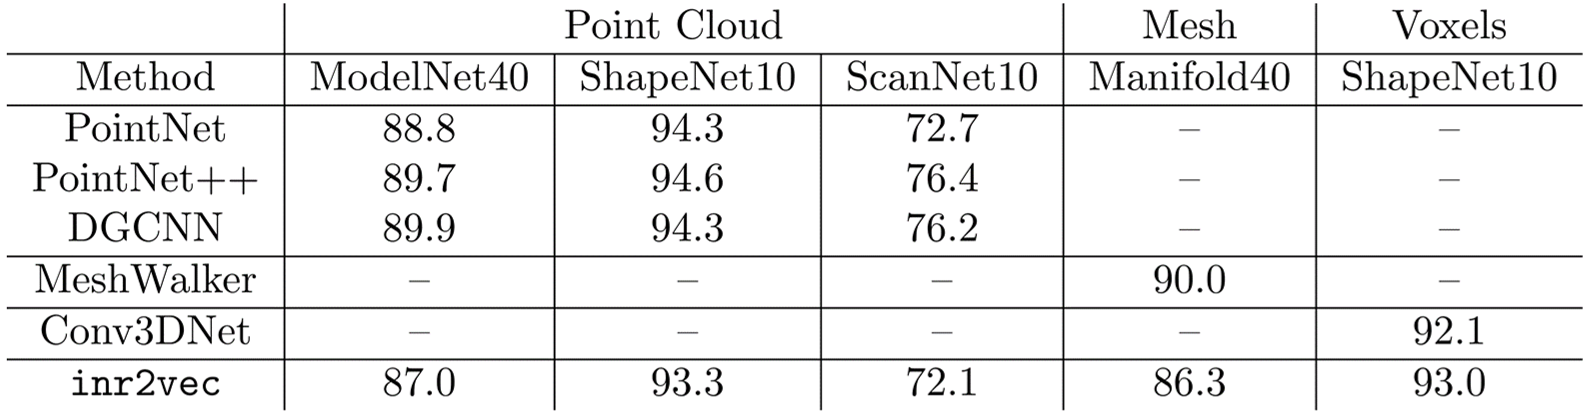 Point Cloud Mesh Voxels
Method ModelNet40 ShapeNet10 ScanNet10 Manifold40 ShapeNet10
PointNet 88.8 94.3 72.7 – –
PointNet++ 89.7 94.6 76.4 – –
DGCNN 89.9 94.3 76.2 – –
MeshWalker – – – 90.0 –
Conv3DNet – – – – 92.1
inr2vec 87.0 93.3 72.1 86.3 93.0